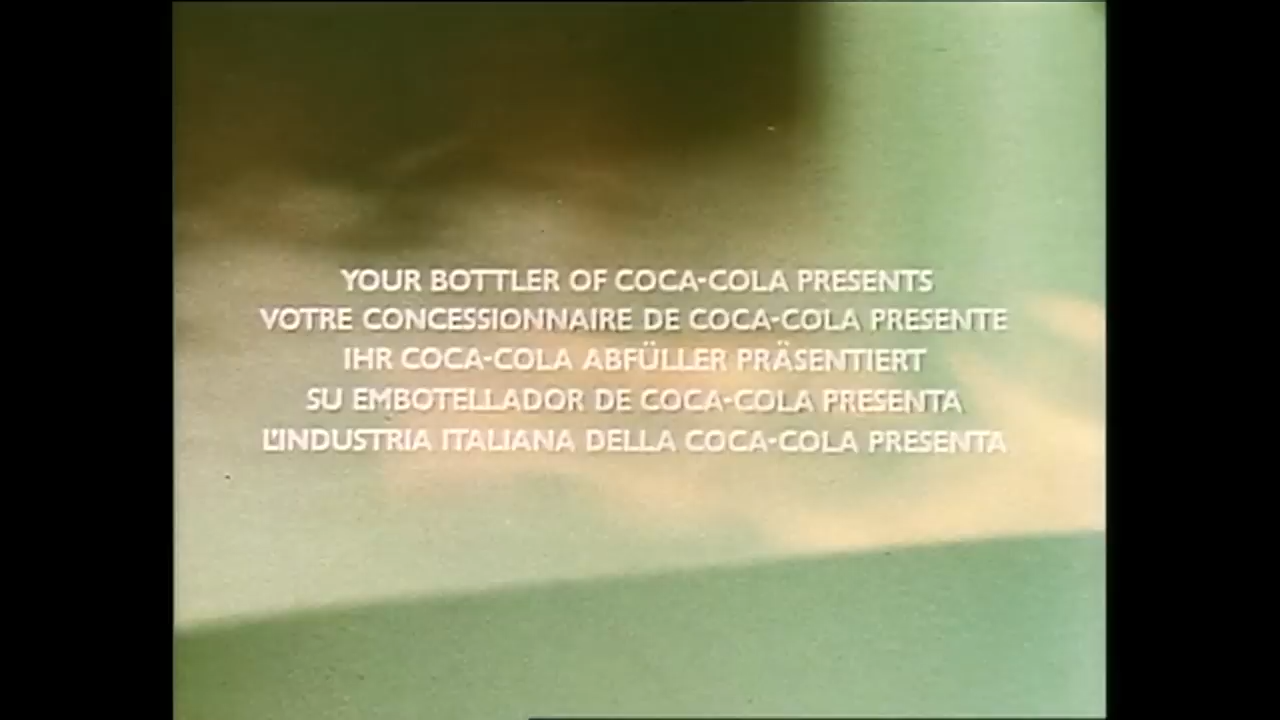 YOUR BOTTLER OF COCA-COLA PRESENTS
VOTRE CONCESSIONNAIRE DE COCA-COLA PRESENTE
IHR COCA-COLA ABFÜLLER PRÄSENTIERT
SU EMBOTELLADOR DE COCA-COLA PRESENTA
L'INDUSTRIA ITALIANA DELLA COCA-COLA PRESENTA